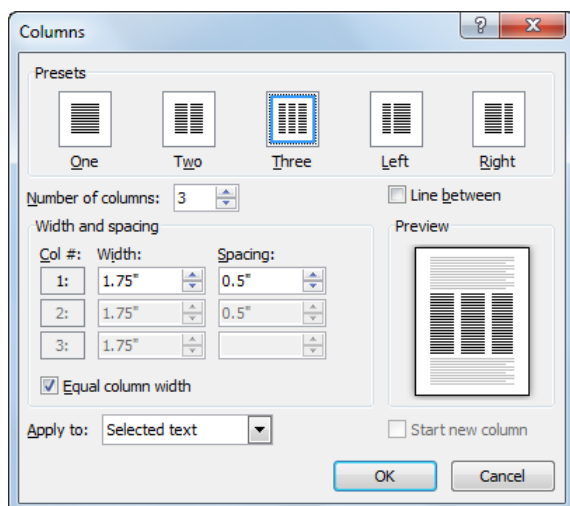 Columns
Presets
One Two Three Left Right
Number of columns: 3 Line between
Width and spacing Preview
Col #: Width: Spacing:
1: 1.75" 0.5"
2: 1.75" 0.5"
3: 1.75"
Equal column width
Apply to: Selected text Start new column
OK Cancel